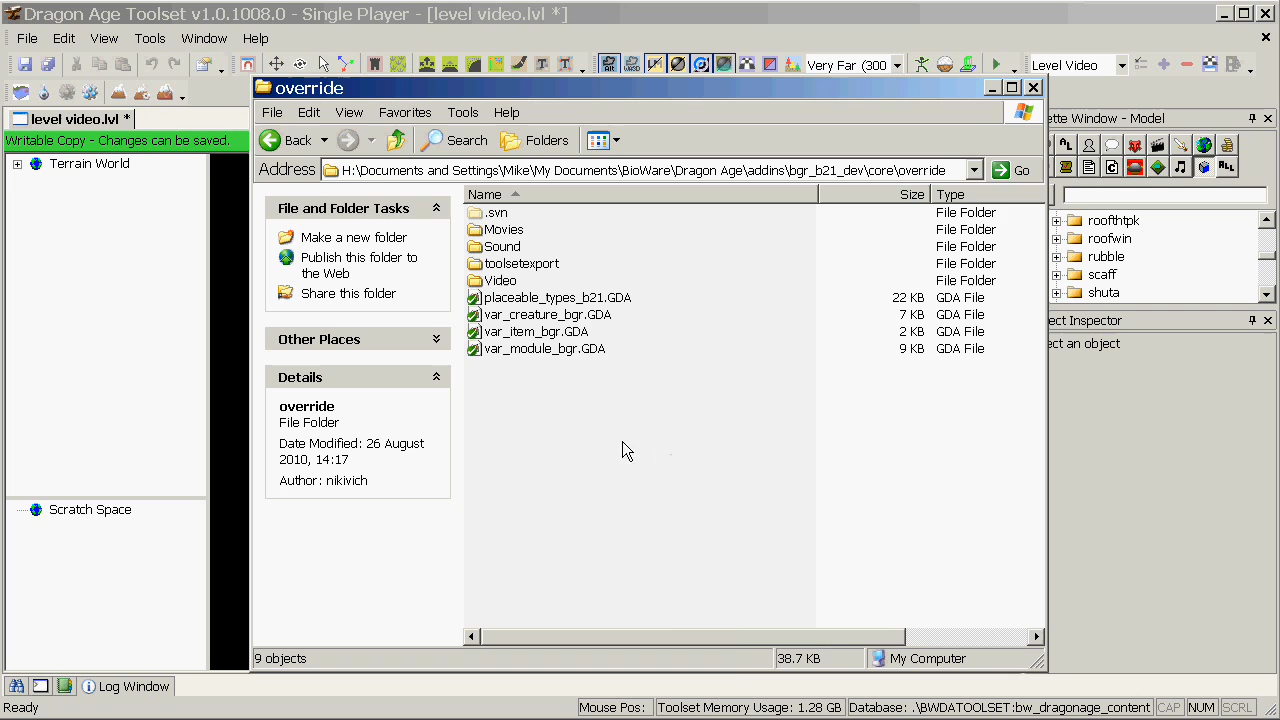 Dragon Age Toolset v1.0.1008.0 - Single Player - [level video.lvl *]
File Edit View Tools Window Help
Very Far (300
Level Video
override
level video.lvl *
File Edit View Favorites Tools Help
ette Window - Model
Writable Copy - Changes can be saved.
Back Search Folders
Terrain World
Address H:\Documents and Settings\Mike\My Documents\BioWare\Dragon Age\addins\bgr_b21_dev\core\override Go
Name Size Type
File and Folder Tasks
.svn File Folder
Make a new folder
Movies File Folder
Publish this folder to the Web
Sound File Folder
Share this folder
toolsetexport File Folder
Video File Folder
placeable_types_b21.GDA 22 KB GDA File
var_creature_bgr.GDA 7 KB GDA File
Other Places
var_item_bgr.GDA 2 KB GDA File
var_module_bgr.GDA 9 KB GDA File
Details
override
File Folder
Date Modified: 26 August
2010, 14:17
Author: nikivich
roofthtpk
roofwin
rubble
scaff
shuta
ect Inspector
ect an object
Scratch Space
9 objects 38.7 KB My Computer
Log Window
Ready Mouse Pos: Toolset Memory Usage: 1.28 GB Database: .\BWDATOOLSET:bw_dragonage_content CAP NUM SCRL